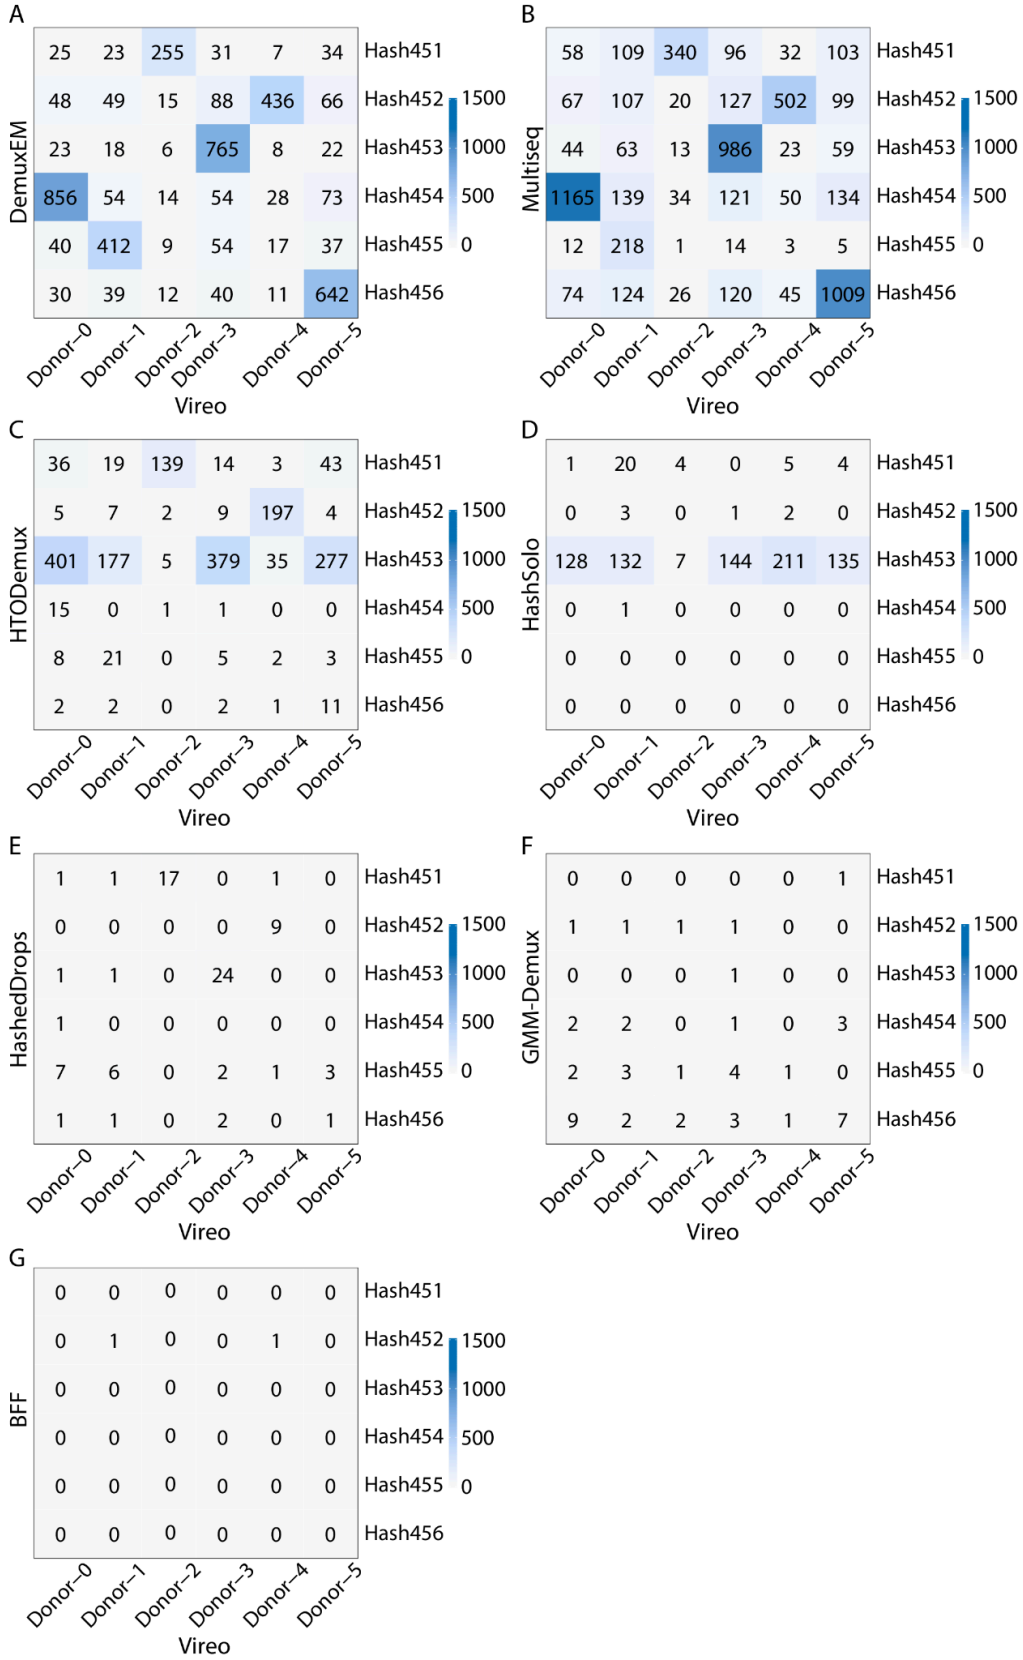 A
25 23 255 31 7 34 Hash451
48 49 15 88 436 66 Hash452
23 18 6 765 8 22 Hash453
856 54 14 54 28 73 Hash454
40 412 9 54 17 37 Hash455
30 39 12 40 11 642 Hash456
DemuxEM
1500
1000
500
0
Donor–0 Donor–1 Donor–2 Donor–3 Donor–4 Donor–5
Vireo
B
58 109 340 96 32 103 Hash451
67 107 20 127 502 99 Hash452
44 63 13 986 23 59 Hash453
1165 139 34 121 50 134 Hash454
12 218 1 14 3 5 Hash455
74 124 26 120 45 1009 Hash456
Multiseq
1500
1000
500
0
Donor–0 Donor–1 Donor–2 Donor–3 Donor–4 Donor–5
Vireo
C
36 19 139 14 3 43 Hash451
5 7 2 9 197 4 Hash452
401 177 5 379 35 277 Hash453
15 0 1 1 0 0 Hash454
8 21 0 5 2 3 Hash455
2 2 0 2 1 11 Hash456
HTODemux
1500
1000
500
0
Donor–0 Donor–1 Donor–2 Donor–3 Donor–4 Donor–5
Vireo
D
1 20 4 0 5 4 Hash451
0 3 0 1 2 0 Hash452
128 132 7 144 211 135 Hash453
0 1 0 0 0 0 Hash454
0 0 0 0 0 0 Hash455
0 0 0 0 0 0 Hash456
HashSolo
1500
1000
500
0
Donor–0 Donor–1 Donor–2 Donor–3 Donor–4 Donor–5
Vireo
E
1 1 17 0 1 0 Hash451
0 0 0 0 9 0 Hash452
1 1 0 24 0 0 Hash453
1 0 0 0 0 0 Hash454
7 6 0 2 1 3 Hash455
1 1 0 2 0 1 Hash456
HashedDrops
1500
1000
500
0
Donor–0 Donor–1 Donor–2 Donor–3 Donor–4 Donor–5
Vireo
F
0 0 0 0 0 1 Hash451
1 1 1 1 0 0 Hash452
0 0 0 1 0 0 Hash453
2 2 0 1 0 3 Hash454
2 3 1 4 1 0 Hash455
9 2 2 3 1 7 Hash456
GMM-Demux
1500
1000
500
0
Donor–0 Donor–1 Donor–2 Donor–3 Donor–4 Donor–5
Vireo
G
0 0 0 0 0 0 Hash451
0 1 0 0 1 0 Hash452
0 0 0 0 0 0 Hash453
0 0 0 0 0 0 Hash454
0 0 0 0 0 0 Hash455
0 0 0 0 0 0 Hash456
BFF
1500
1000
500
0
Donor–0 Donor–1 Donor–2 Donor–3 Donor–4 Donor–5
Vireo